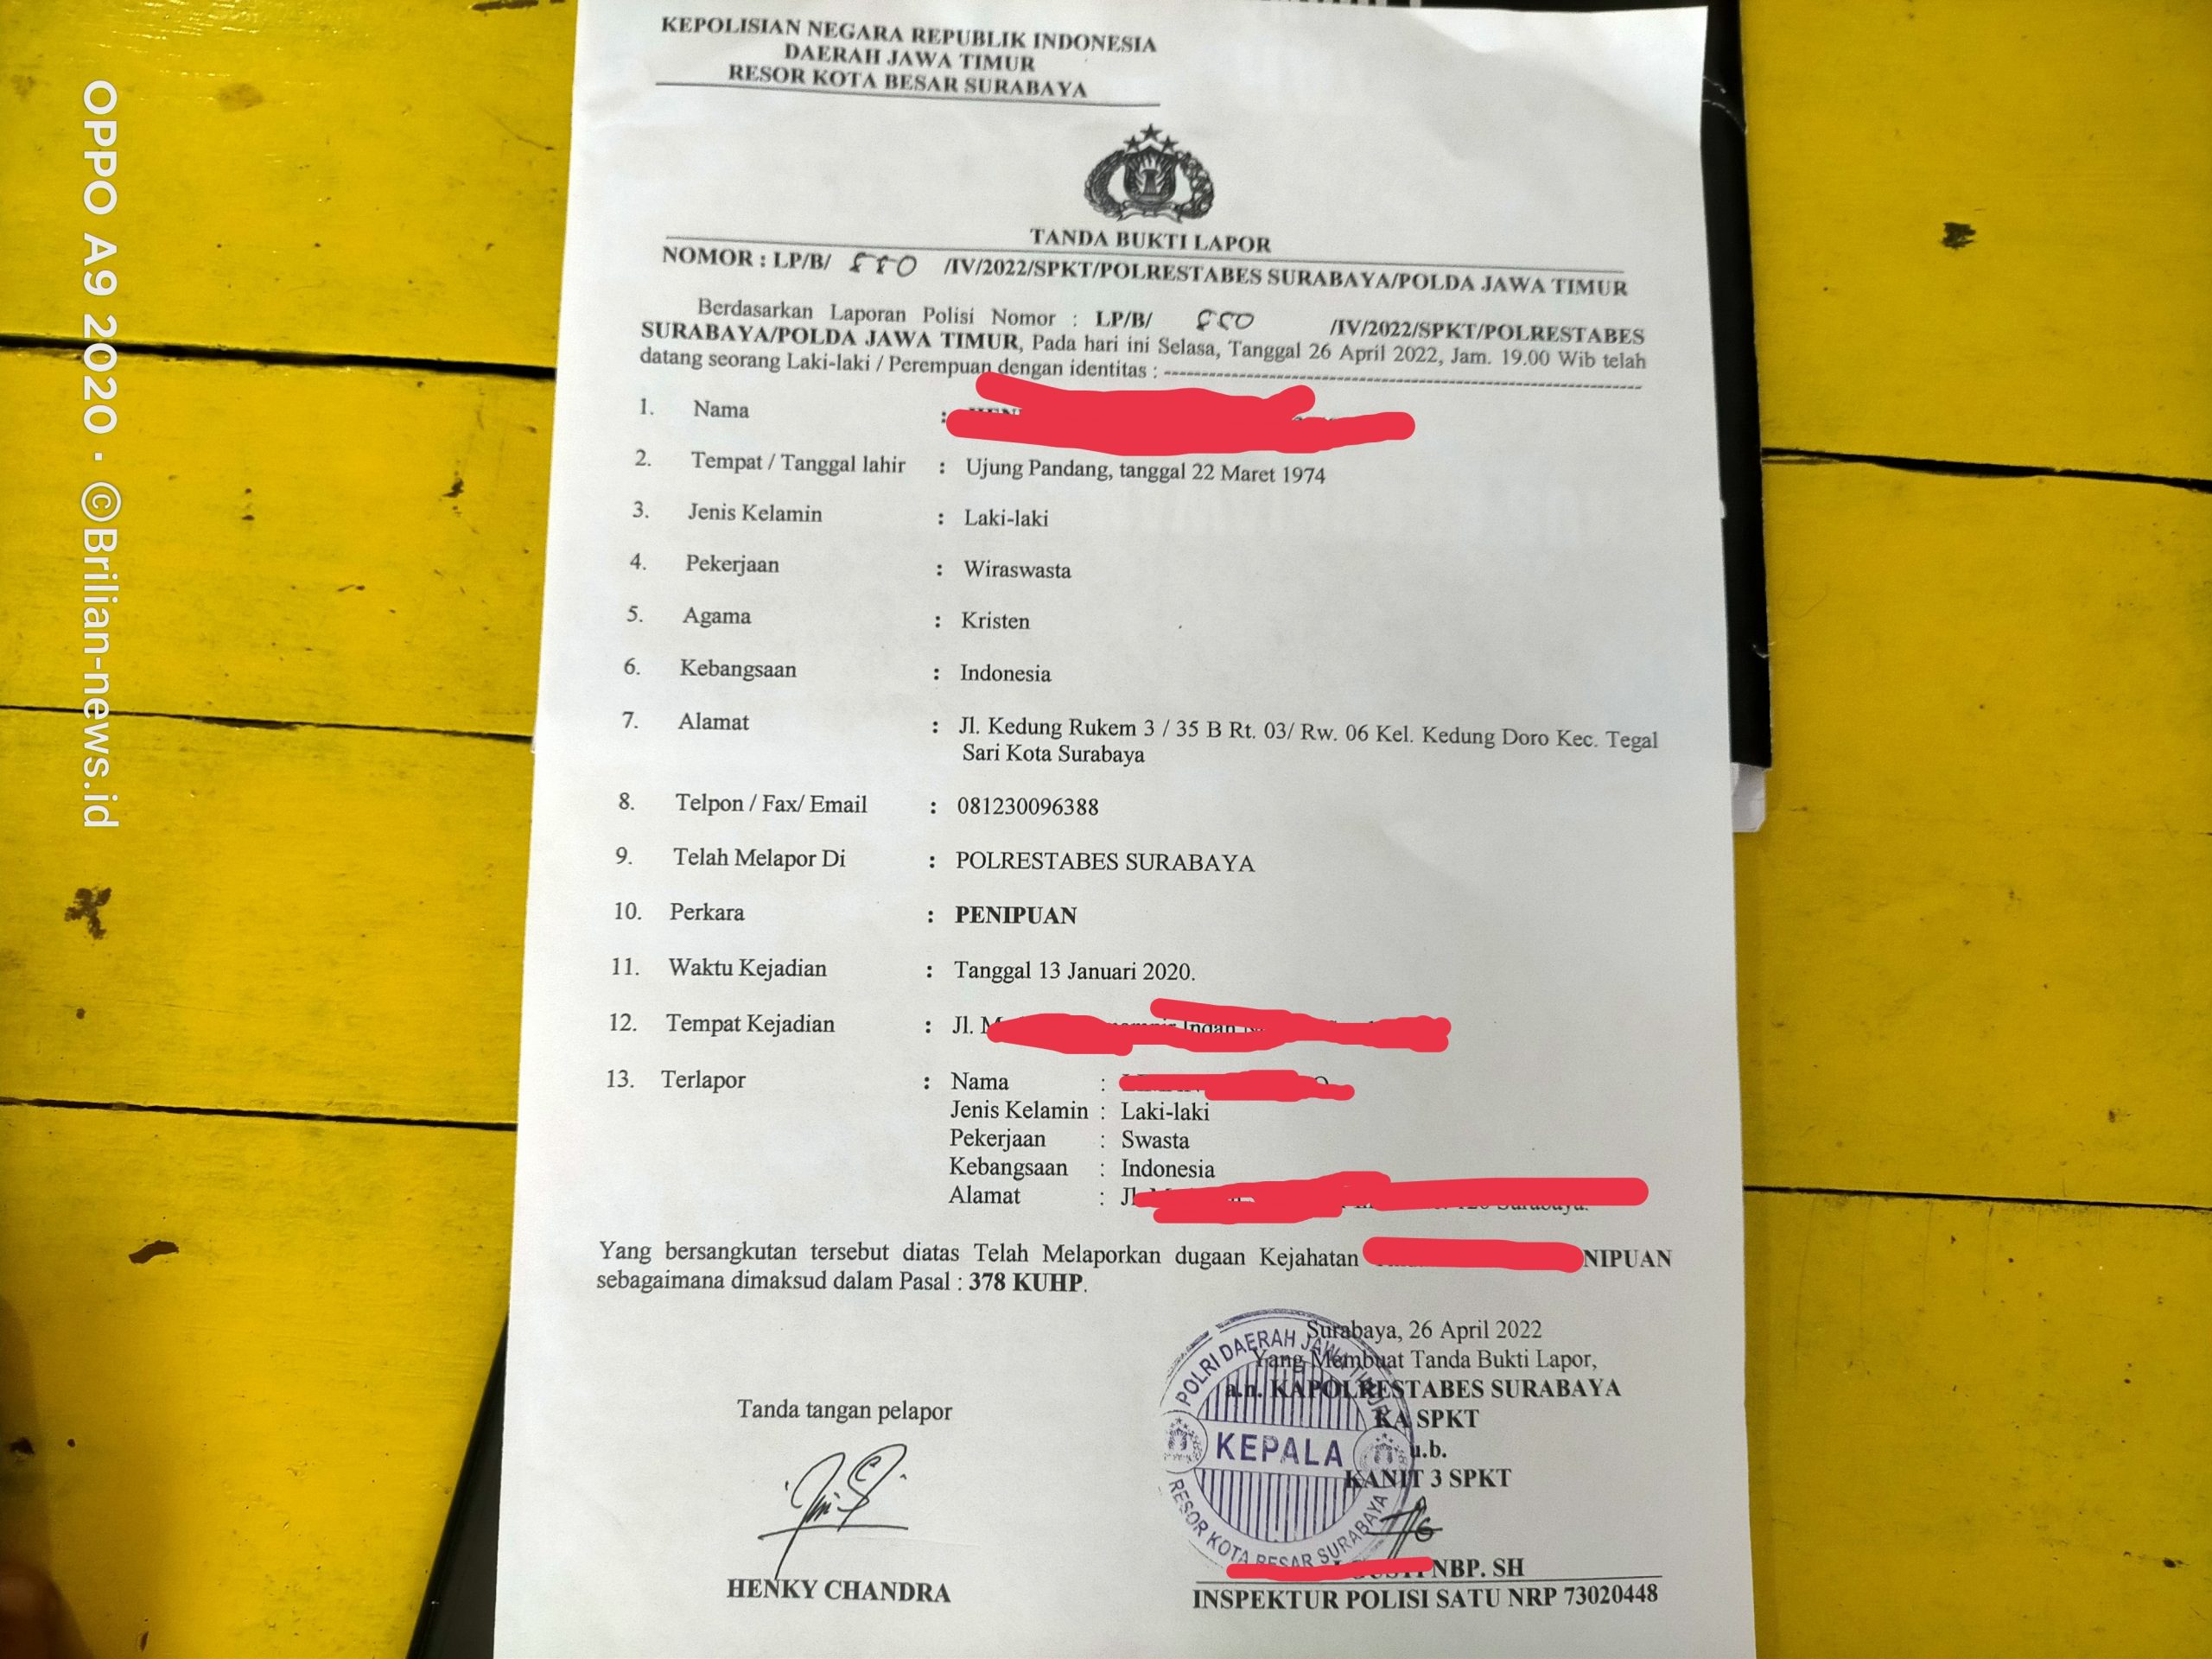 KEPOLISIAN NEGARA REPUBLIK INDONESIA
DAERAH JAWA TIMUR
RESOR KOTA BESAR SURABAYA
TANDA BUKTI LAPOR
NOMOR : LP/B/ /IV/2022/SPKT/POLRESTABES SURABAYA/POLDA JAWA TIMUR
Berdasarkan Laporan Polisi Nomor : LP/B/ /IV/2022/SPKT/POLRESTABES
SURABAYA/POLDA JAWA TIMUR, Pada hari ini Selasa, Tanggal 26 April 2022, Jam. 19.00 Wib telah
datang seorang Laki-laki / Perempuan dengan identitas :
1. Nama :
2. Tempat / Tanggal lahir : Ujung Pandang, tanggal 22 Maret 1974
3. Jenis Kelamin : Laki-laki
4. Pekerjaan : Wiraswasta
5. Agama : Kristen
6. Kebangsaan : Indonesia
7. Alamat : Jl. Kedung Rukem 3 / 35 B Rt. 03/ Rw. 06 Kel. Kedung Doro Kec. Tegal
Sari Kota Surabaya
8. Telpon / Fax/ Email : 081230096388
9. Telah Melapor Di : POLRESTABES SURABAYA
10. Perkara : PENIPUAN
11. Waktu Kejadian : Tanggal 13 Januari 2020.
12. Tempat Kejadian : Jl.
13. Terlapor : Nama :
Jenis Kelamin : Laki-laki
Pekerjaan : Swasta
Kebangsaan : Indonesia
Alamat :
Yang bersangkutan tersebut diatas Telah Melaporkan dugaan Kejahatan NIPUAN
sebagaimana dimaksud dalam Pasal : 378 KUHP.
Surabaya, 26 April 2022
Yang Membuat Tanda Bukti Lapor,
a.n. KAPOLRESTABES SURABAYA
KA SPKT
u.b.
KANIT 3 SPKT
NBP. SH
INSPEKTUR POLISI SATU NRP 73020448
Tanda tangan pelapor
HENKY CHANDRA
POLRI DAERAH JAWA TIMUR
KEPALA
RESOR KOTA BESAR SURABAYA
OPPO A9 2020 · ©Brilian-news.id